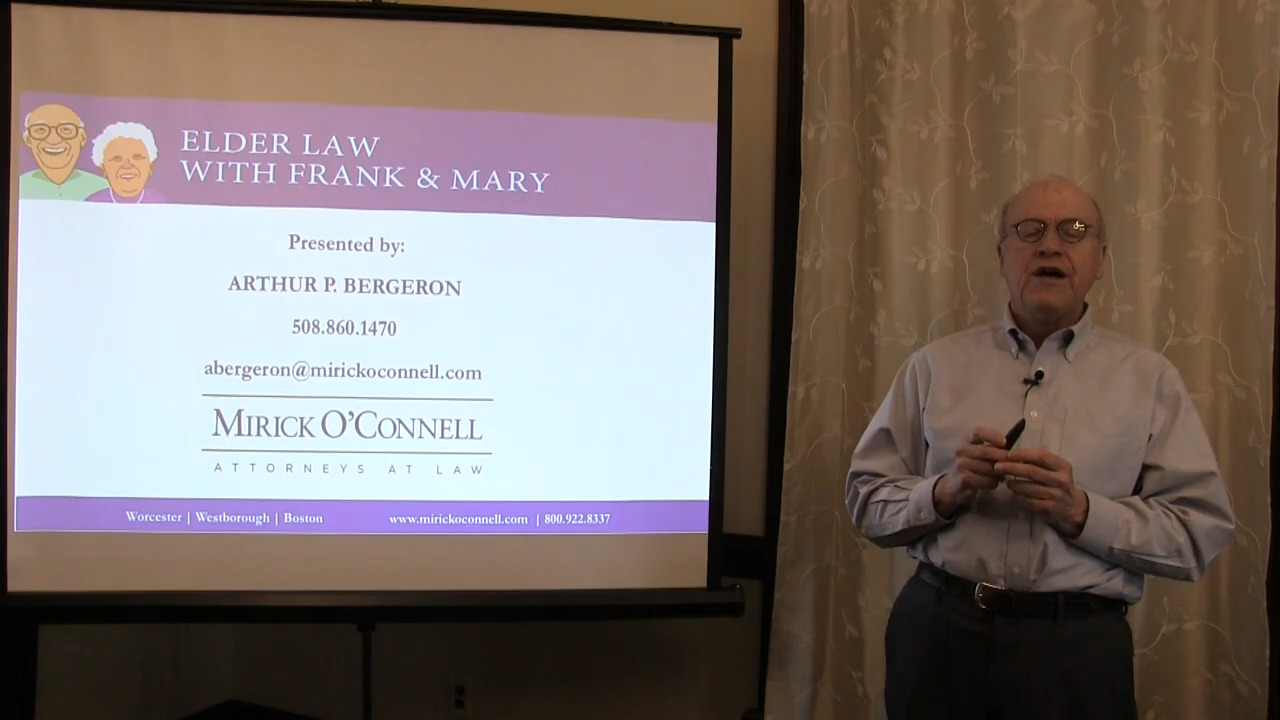 ELDER LAW
WITH FRANK & MARY
Presented by:
ARTHUR P. BERGERON
508.860.1470
abergeron@mirickoconnell.com
MIRICK O'CONNELL
ATTORNEYS AT LAW
Worcester | Westborough | Boston www.mirickoconnell.com | 800.922.8337